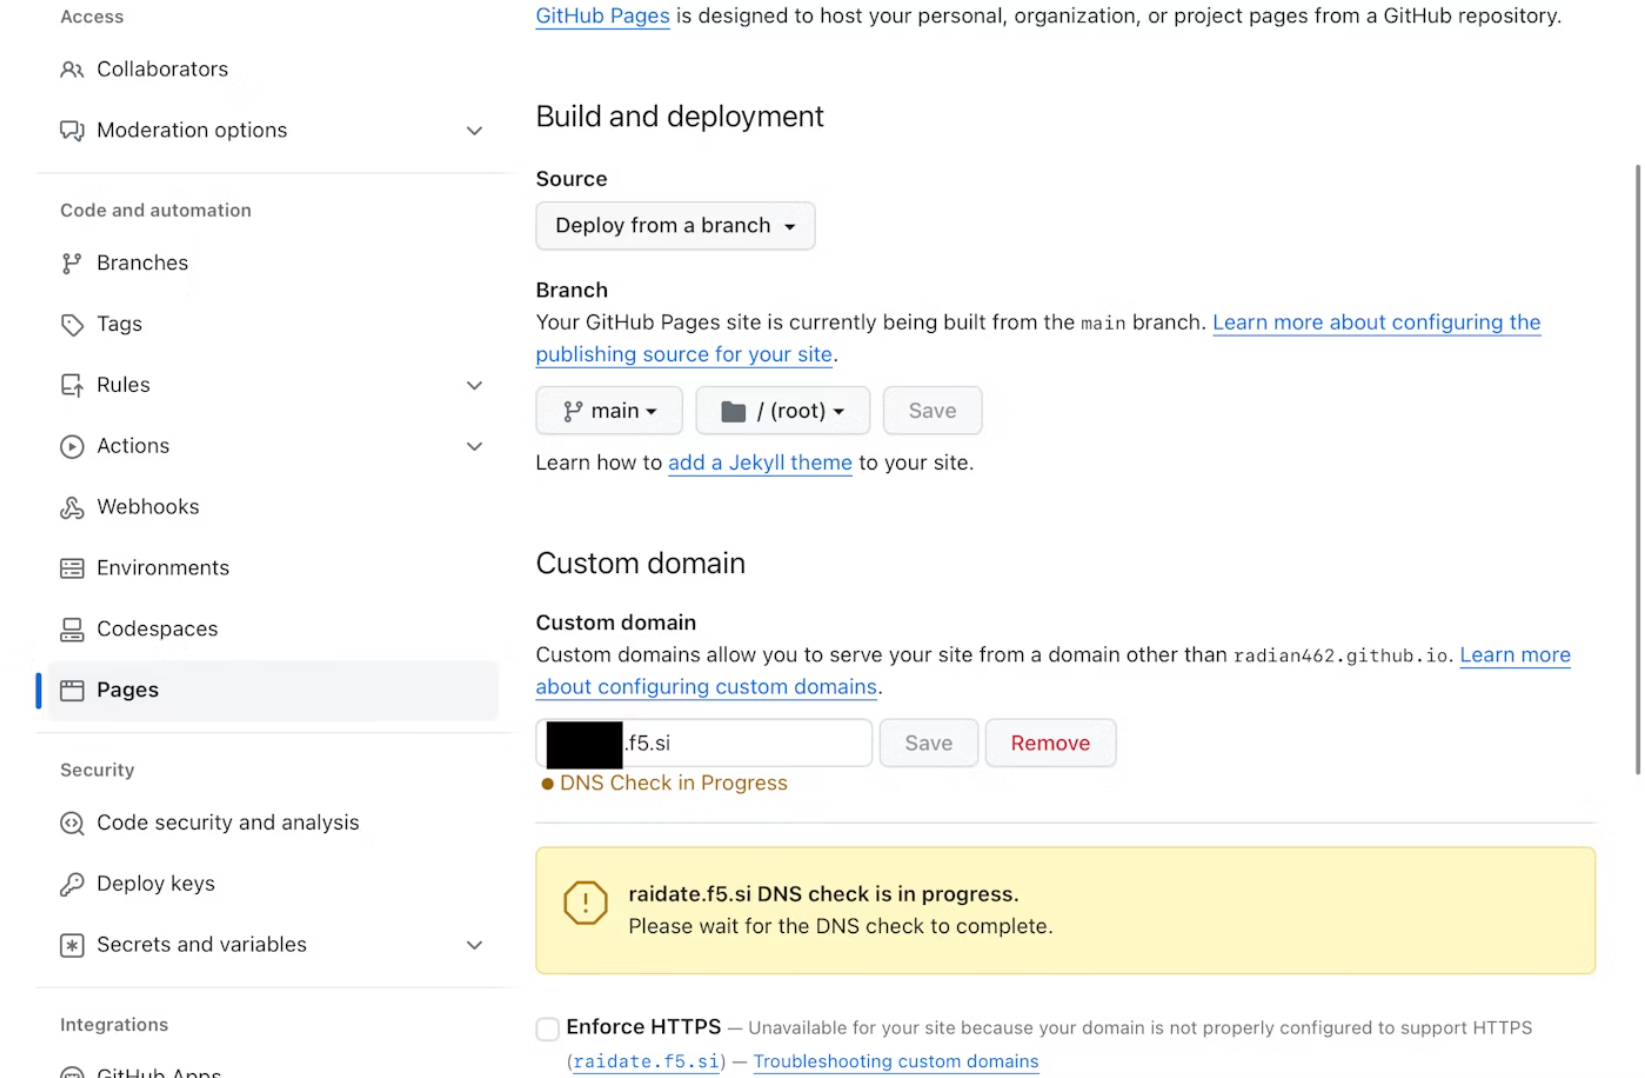 Access
Collaborators
Moderation options
Code and automation
Branches
Tags
Rules
Actions
Webhooks
Environments
Codespaces
Pages
Security
Code security and analysis
Deploy keys
Secrets and variables
Integrations
GitHub Apps
GitHub Pages is designed to host your personal, organization, or project pages from a GitHub repository.
Build and deployment
Source
Deploy from a branch
Branch
Your GitHub Pages site is currently being built from the main branch. Learn more about configuring the
publishing source for your site.
main / (root) Save
Learn how to add a Jekyll theme to your site.
Custom domain
Custom domain
Custom domains allow you to serve your site from a domain other than radian462.github.io. Learn more
about configuring custom domains.
.f5.si Save Remove
DNS Check in Progress
raidate.f5.si DNS check is in progress.
Please wait for the DNS check to complete.
Enforce HTTPS — Unavailable for your site because your domain is not properly configured to support HTTPS
(raidate.f5.si) — Troubleshooting custom domains